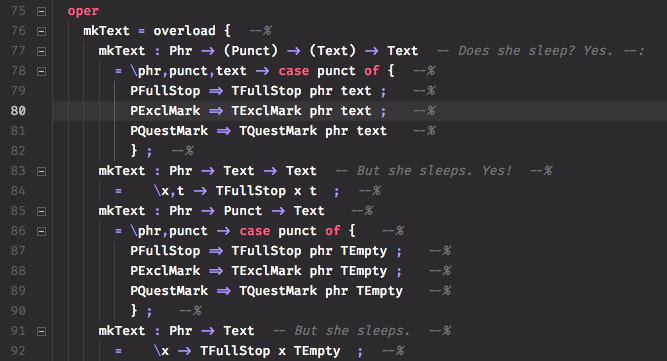 75 oper
76 mkText = overload { --%
77 mkText : Phr -> (Punct) -> (Text) -> Text -- Does she sleep? Yes. --:
78 = \phr,punct,text -> case punct of { --%
79 PFullStop => TFullStop phr text ; --%
80 PExclMark => TExclMark phr text ; --%
81 PQuestMark => TQuestMark phr text --%
82 } ; --%
83 mkText : Phr -> Text -> Text -- But she sleeps. Yes! --%
84 = \x,t -> TFullStop x t ; --%
85 mkText : Phr -> Punct -> Text --%
86 = \phr,punct -> case punct of { --%
87 PFullStop => TFullStop phr TEmpty ; --%
88 PExclMark => TExclMark phr TEmpty ; --%
89 PQuestMark => TQuestMark phr TEmpty --%
90 } ; --%
91 mkText : Phr -> Text -- But she sleeps. --%
92 = \x -> TFullStop x TEmpty ; --%